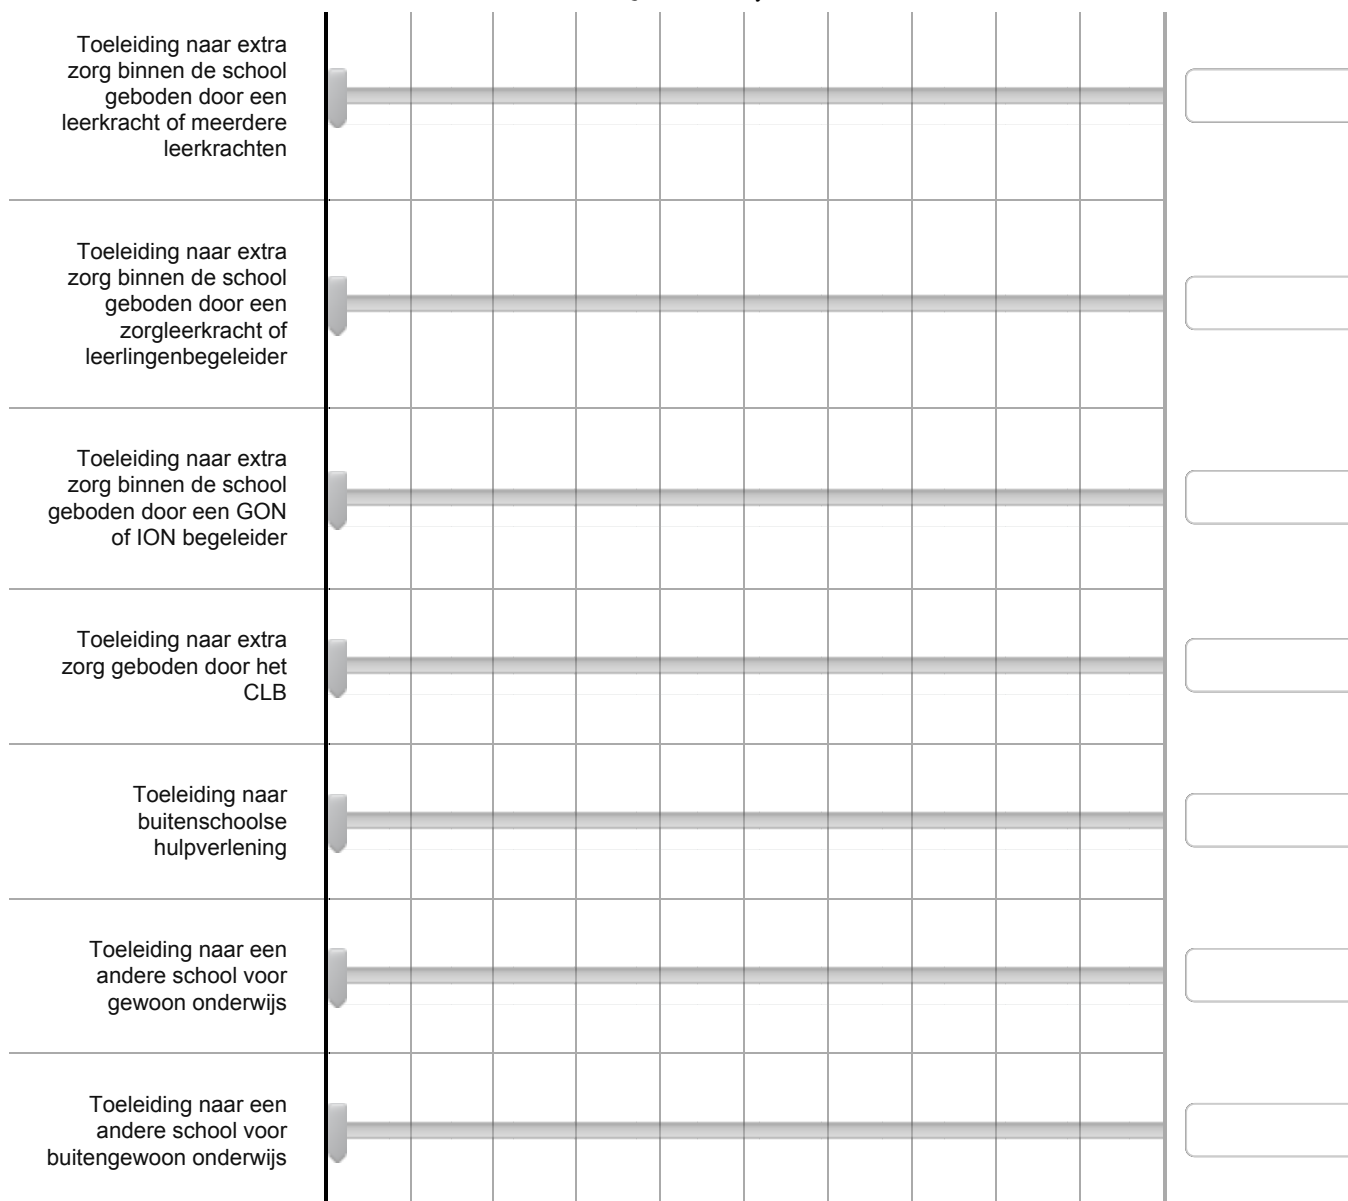 Toeleiding naar extra
zorg binnen de school
geboden door een
leerkracht of meerdere
leerkrachten
Toeleiding naar extra
zorg binnen de school
geboden door een
zorgleerkracht of
leerlingenbegeleider
Toeleiding naar extra
zorg binnen de school
geboden door een GON
of ION begeleider
Toeleiding naar extra
zorg geboden door het
CLB
Toeleiding naar
buitenschoolse
hulpverlening
Toeleiding naar een
andere school voor
gewoon onderwijs
Toeleiding naar een
andere school voor
buitengewoon onderwijs